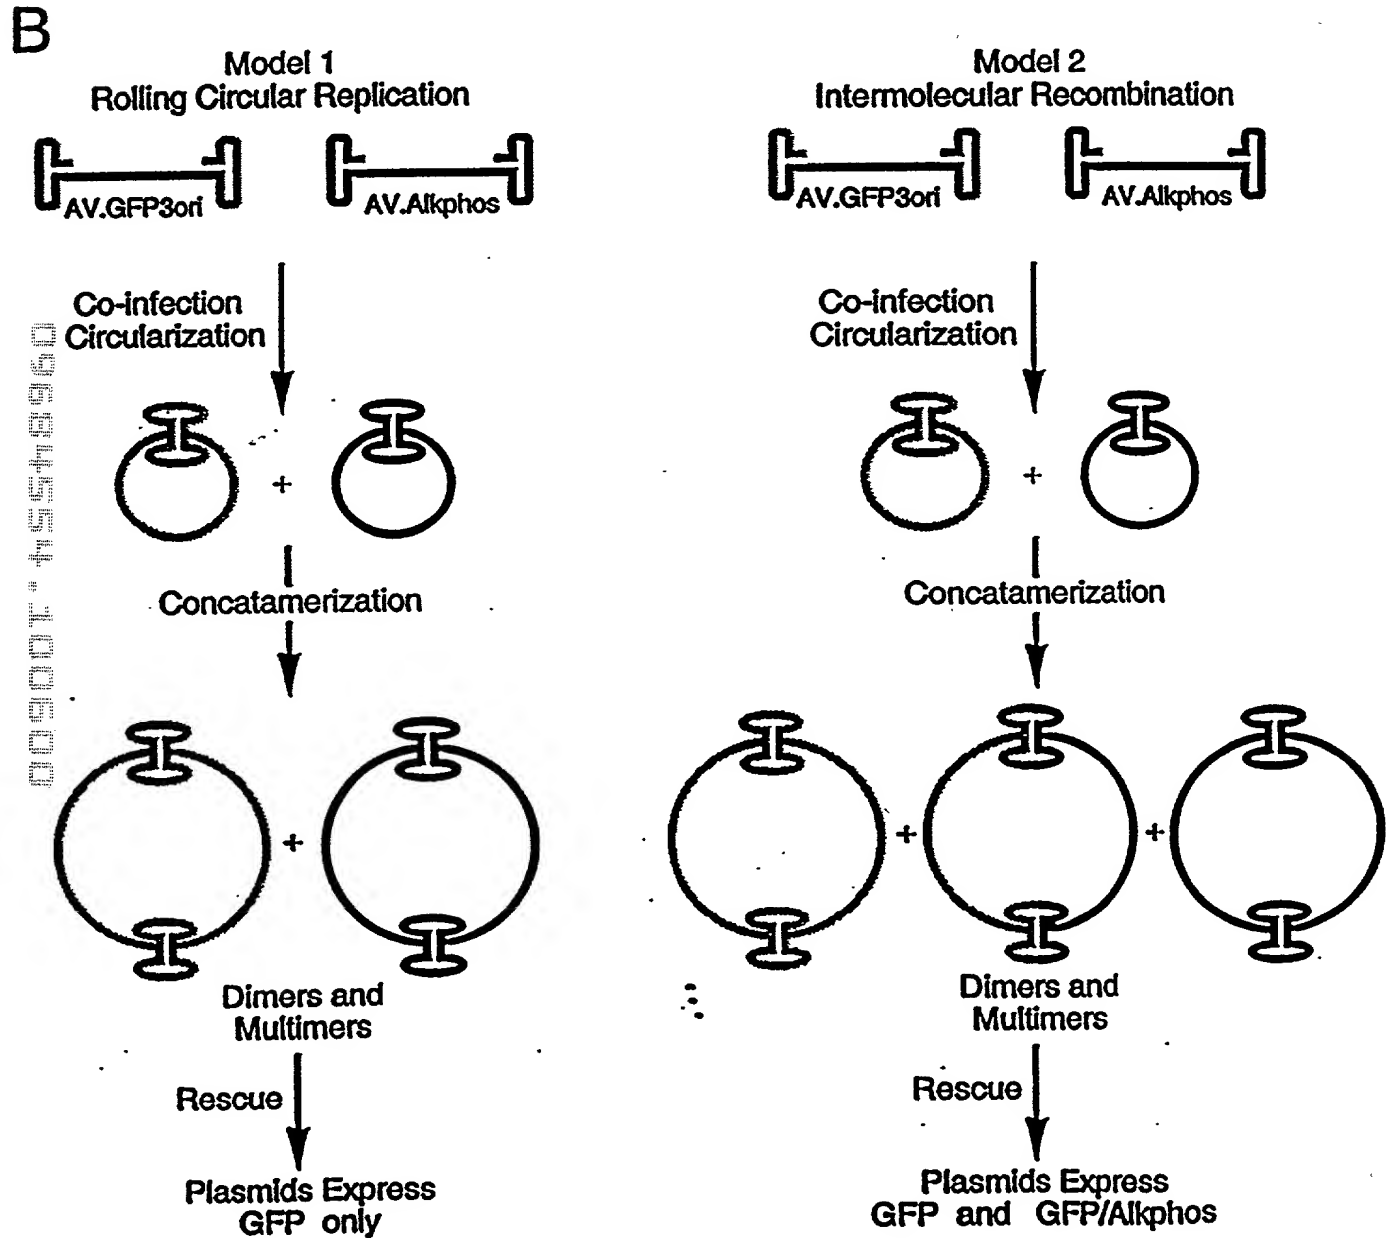 B
Model 1
Rolling Circular Replication
AV.GFP3ori
AV.Alkphos
Co-infection
Circularization
+
Concatamerization
+
Dimers and
Multimers
Rescue
Plasmids Express
GFP only
Model 2
Intermolecular Recombination
AV.GFP3ori
AV.Alkphos
Co-infection
Circularization
+
Concatamerization
+
+
Dimers and
Multimers
Rescue
Plasmids Express
GFP and GFP/Alkphos